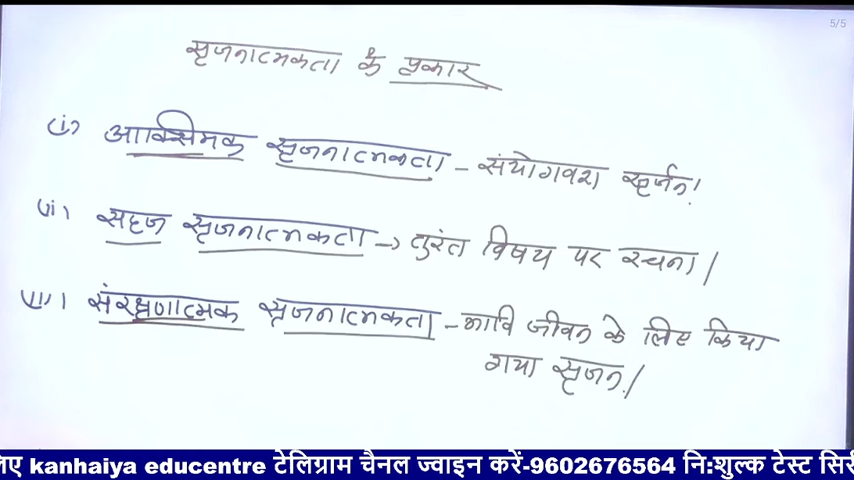 5/5
सृजनात्मकता के प्रकार
(i) आकस्मिक सृजनात्मकता - संयोगवश सृर्जन।
(ii) सहज सृजनात्मकता -> तुरंत विषय पर रचना।
(iii) संरक्षणात्मक सृजनात्मकता - भावि जीवन के लिए किया
गया सृजन।
लिए kanhaiya educentre टेलिग्राम चैनल ज्वाइन करें-9602676564 नि:शुल्क टेस्ट सिरी